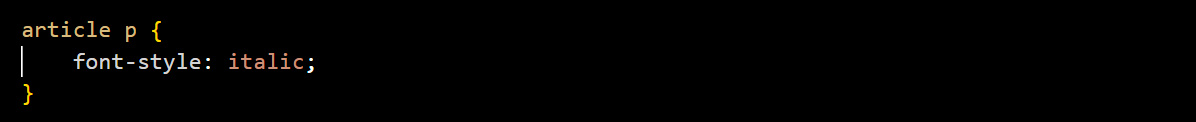 article p {
    font-style: italic;
}